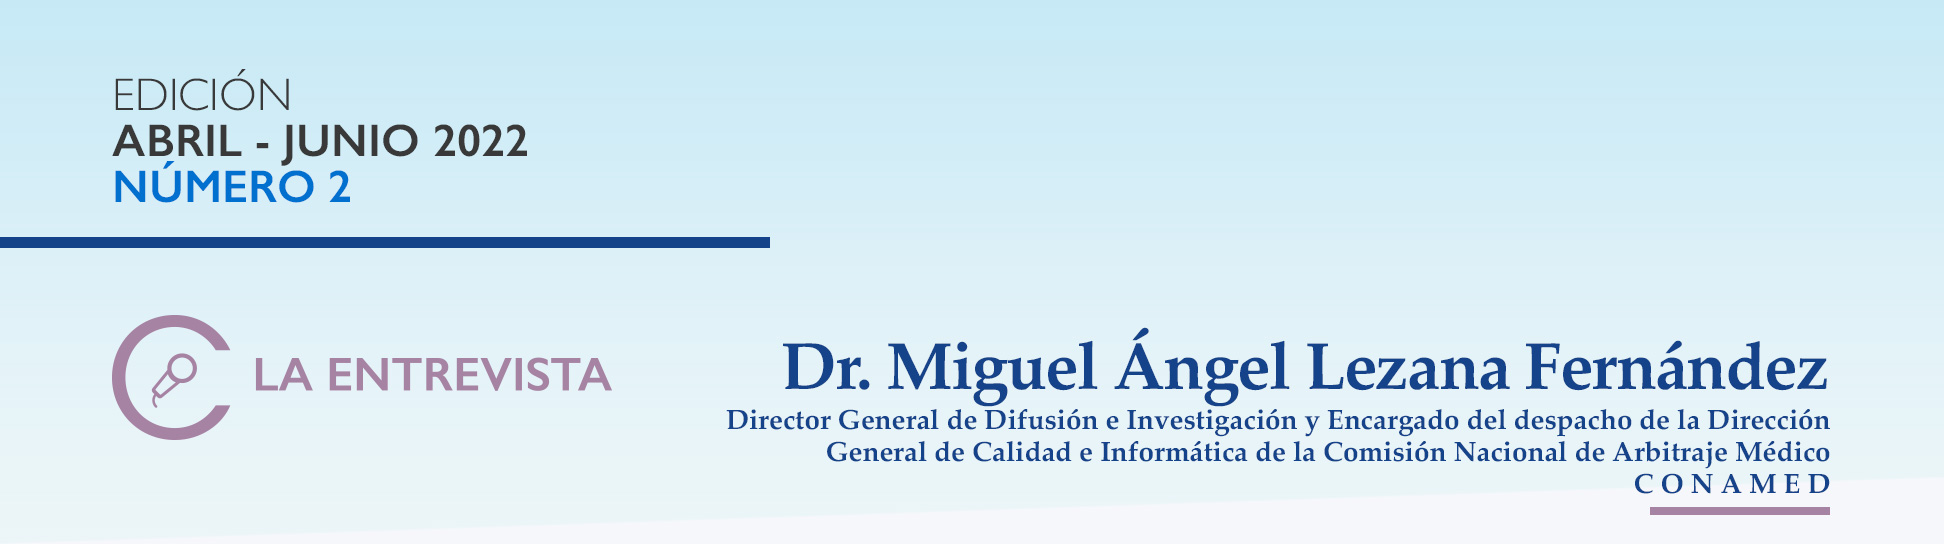 EDICIÓN
ABRIL - JUNIO 2022
NÚMERO 2
LA ENTREVISTA
Dr. Miguel Ángel Lezana Fernández
Director General de Difusión e Investigación y Encargado del despacho de la Dirección
General de Calidad e Informática de la Comisión Nacional de Arbitraje Médico
CONAMED